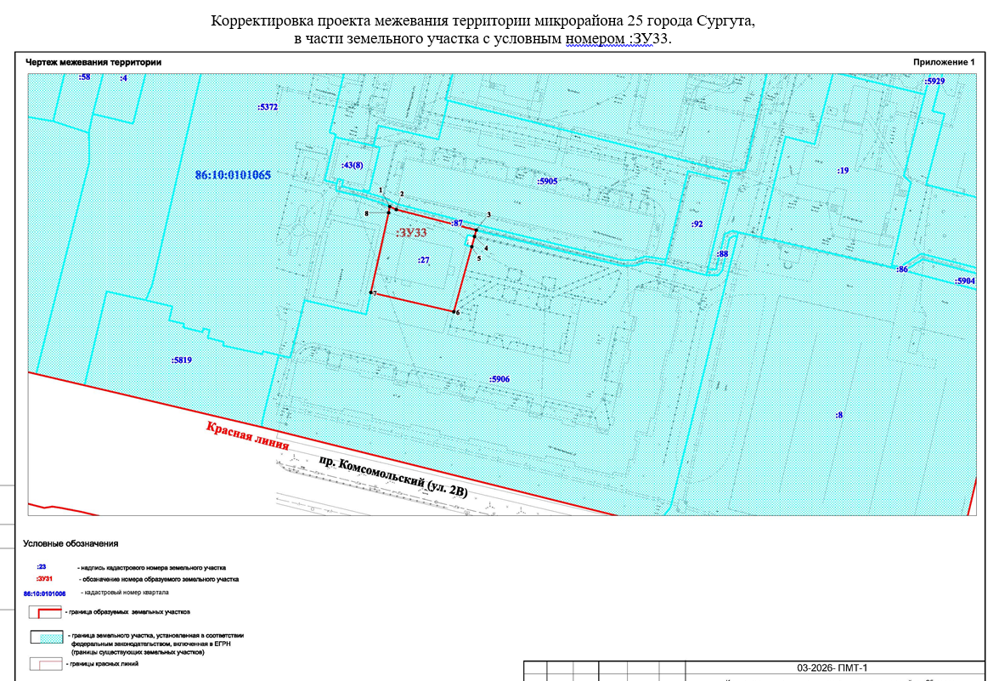 Корректировка проекта межевания территории микрорайона 25 города Сургута,
в части земельного участка с условным номером :ЗУ33.
Чертеж межевания территории
Приложение 1
:58
:4
:5929
:5372
:43(8)
86:10:0101065
:5905
:19
1
2
8
3
:87
:ЗУ33
:92
4
:27
5
:88
:86
:5904
7
6
:5819
:5906
:8
Красная линия
пр. Комсомольский (ул. 2В)
Условные обозначения
:23 - надпись кадастрового номера земельного участка
:ЗУ31 - обозначение номера образуемого земельного участка
86:10:0101006 - кадастровый номер квартала
- граница образуемых земельных участков
- граница земельного участка, установленная в соответствии
федеральным законодательством, включенная в ЕГРН
(границы существующих земельных участков)
- границы красных линий
03-2026- ПМТ-1